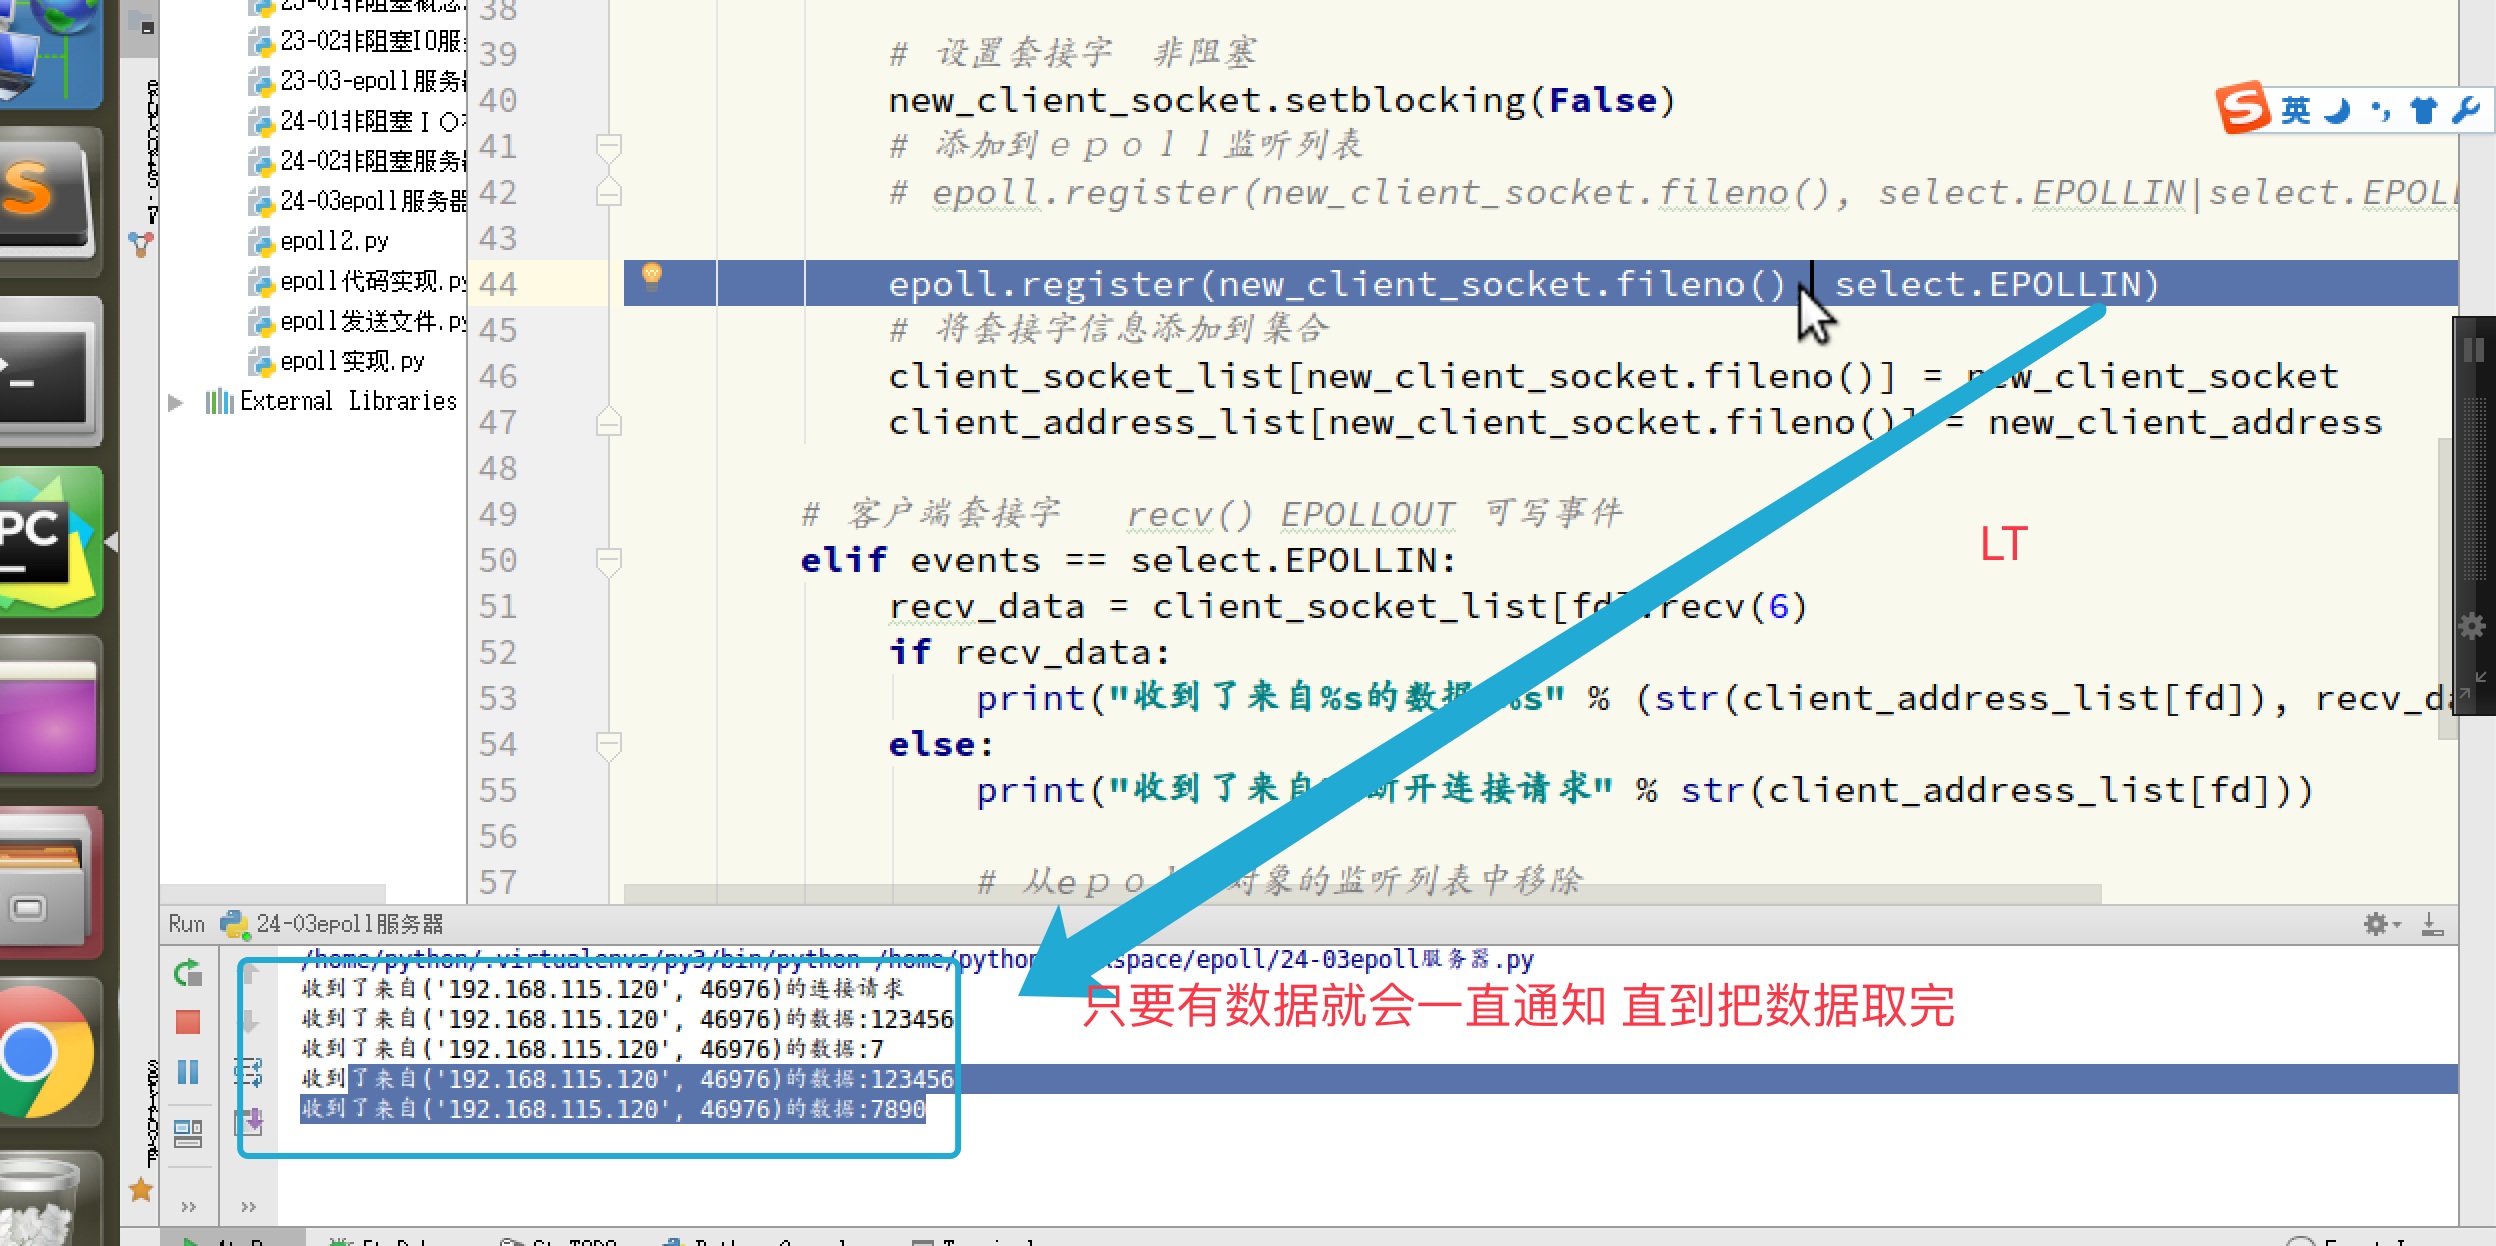 23-02非阻塞IO服
23-03-epoll服务器
24-01非阻塞ＩＯ
24-02非阻塞服务器
24-03epoll服务器
epoll2.py
epoll代码实现.py
epoll发送文件.py
epoll实现.py
External Libraries
38
39 # 设置套接字　非阻塞
40 new_client_socket.setblocking(False)
41 # 添加到ｅｐｏｌｌ监听列表
42 # epoll.register(new_client_socket.fileno(), select.EPOLLIN|select.EPOLL
43
44 epoll.register(new_client_socket.fileno() select.EPOLLIN)
45 # 将套接字信息添加到集合
46 client_socket_list[new_client_socket.fileno()] = new_client_socket
47 client_address_list[new_client_socket.fileno()] = new_client_address
48
49 # 客户端套接字　recv() EPOLLOUT 可写事件
50 elif events == select.EPOLLIN:
51 recv_data = client_socket_list[fd].recv(6)
52 if recv_data:
53 print("收到了来自%s的数据:%s" % (str(client_address_list[fd]), recv_da
54 else:
55 print("收到了来自 断开连接请求" % str(client_address_list[fd]))
56
57 # 从eｐｏ 对象的监听列表中移除
英
LT
Run 24-03epoll服务器
/home/python/.virtualenvs/py3/bin/python /home/python kspace/epoll/24-03epoll服务器.py
收到了来自('192.168.115.120', 46976)的连接请求
收到了来自('192.168.115.120', 46976)的数据:123456
收到了来自('192.168.115.120', 46976)的数据:7
收到了来自('192.168.115.120', 46976)的数据:123456
收到了来自('192.168.115.120', 46976)的数据:7890
只要有数据就会一直通知 直到把数据取完
PC